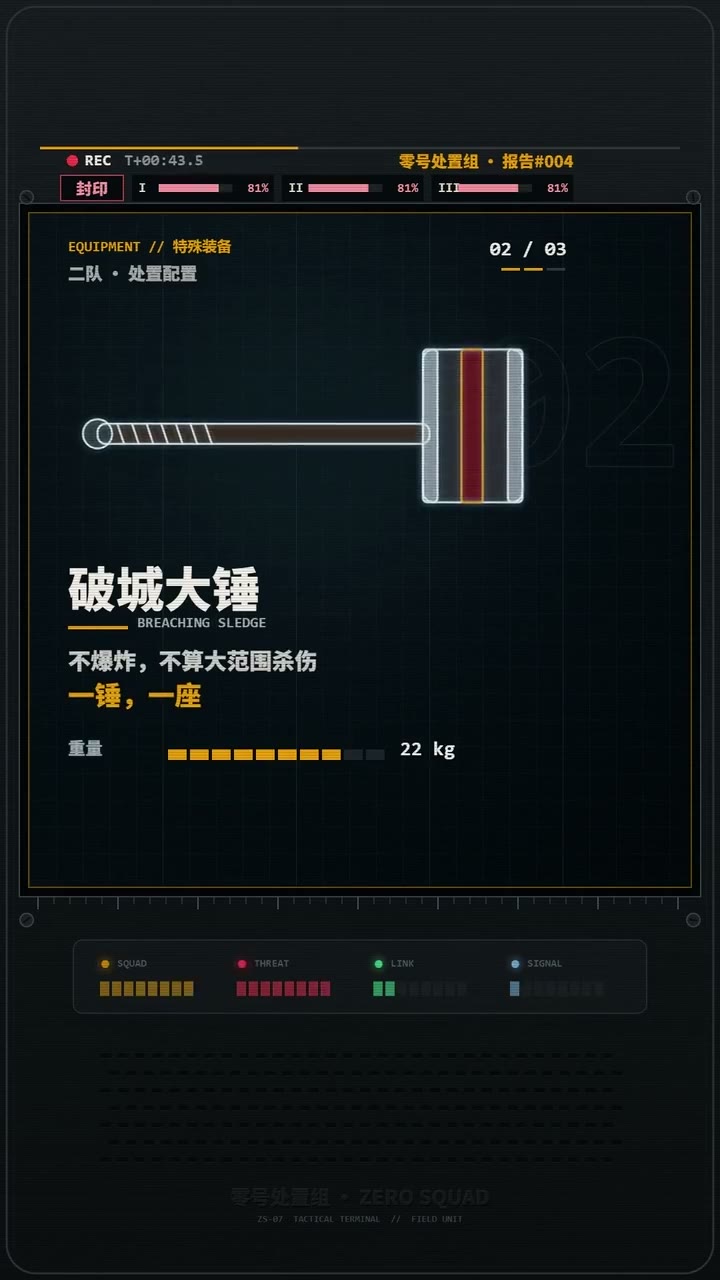 REC T+00:43.5 零号处置组 • 报告#004
封印 I 81% II 81% III 81%
EQUIPMENT // 特殊装备
02 / 03
二队 • 处置配置
02
破城大锤
BREACHING SLEDGE
不爆炸，不算大范围杀伤
一锤，一座
重量 22 kg
SQUAD THREAT LINK SIGNAL
零号处置组 • ZERO SQUAD
ZS-07 TACTICAL TERMINAL // FIELD UNIT